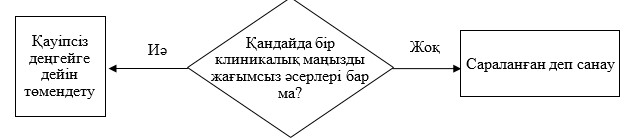 Қауіпсіз
деңгейге
дейін
төмендету
Иә
Қандайда бір
клиникалық маңызды
жағымсыз әсерлері бар
ма?
Жоқ
Сараланған деп санау